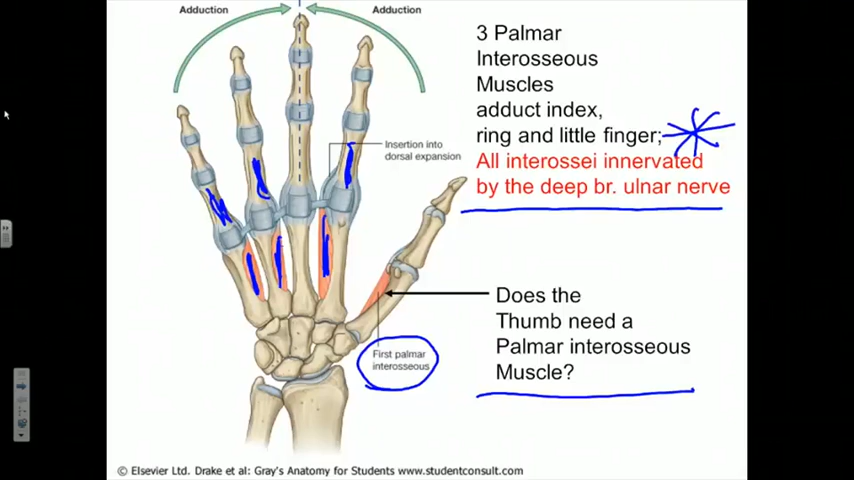 Adduction
Adduction
3 Palmar
Interosseous
Muscles
adduct index,
ring and little finger;
All interossei innervated
by the deep br. ulnar nerve
Insertion into
dorsal expansion
Does the
Thumb need a
Palmar interosseous
Muscle?
First palmar
interosseous
© Elsevier Ltd. Drake et al: Gray's Anatomy for Students www.studentconsult.com